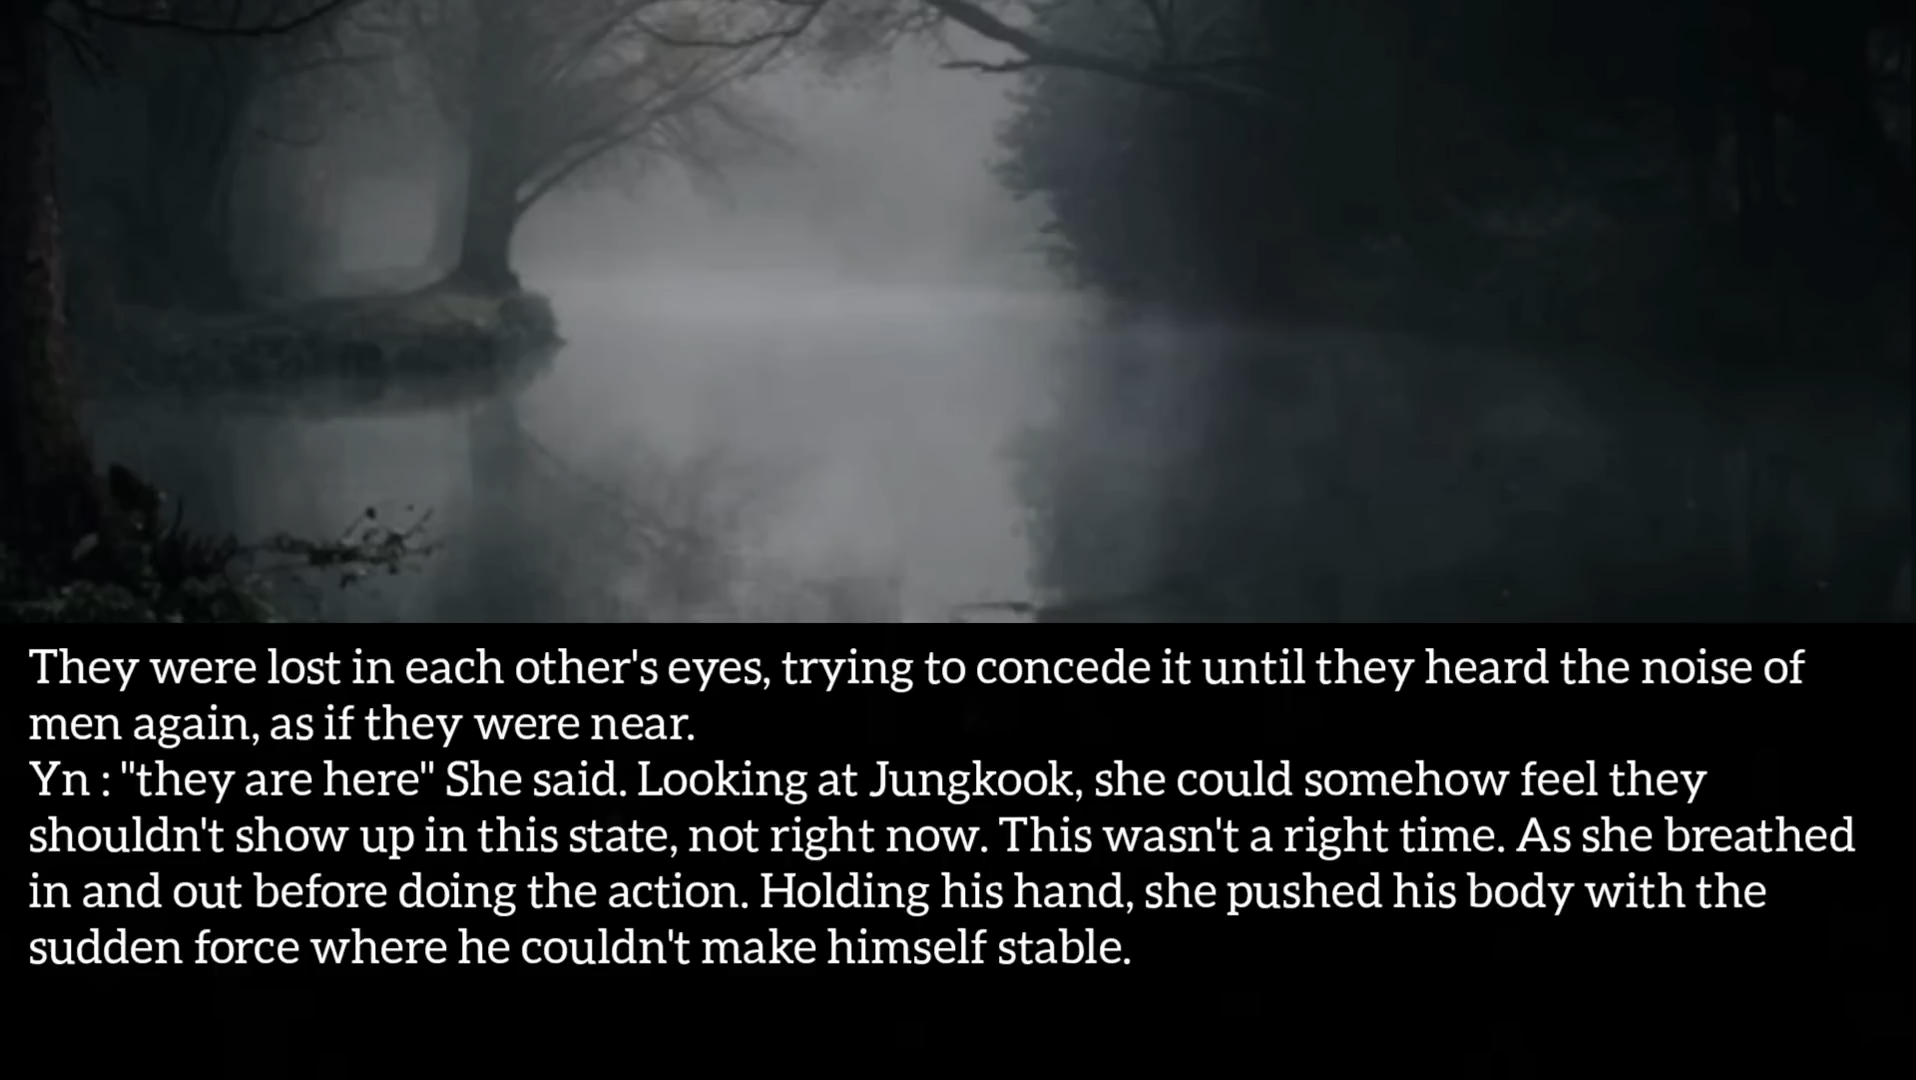 They were lost in each other's eyes, trying to concede it until they heard the noise of
men again, as if they were near.
Yn : "they are here" She said. Looking at Jungkook, she could somehow feel they
shouldn't show up in this state, not right now. This wasn't a right time. As she breathed
in and out before doing the action. Holding his hand, she pushed his body with the
sudden force where he couldn't make himself stable.